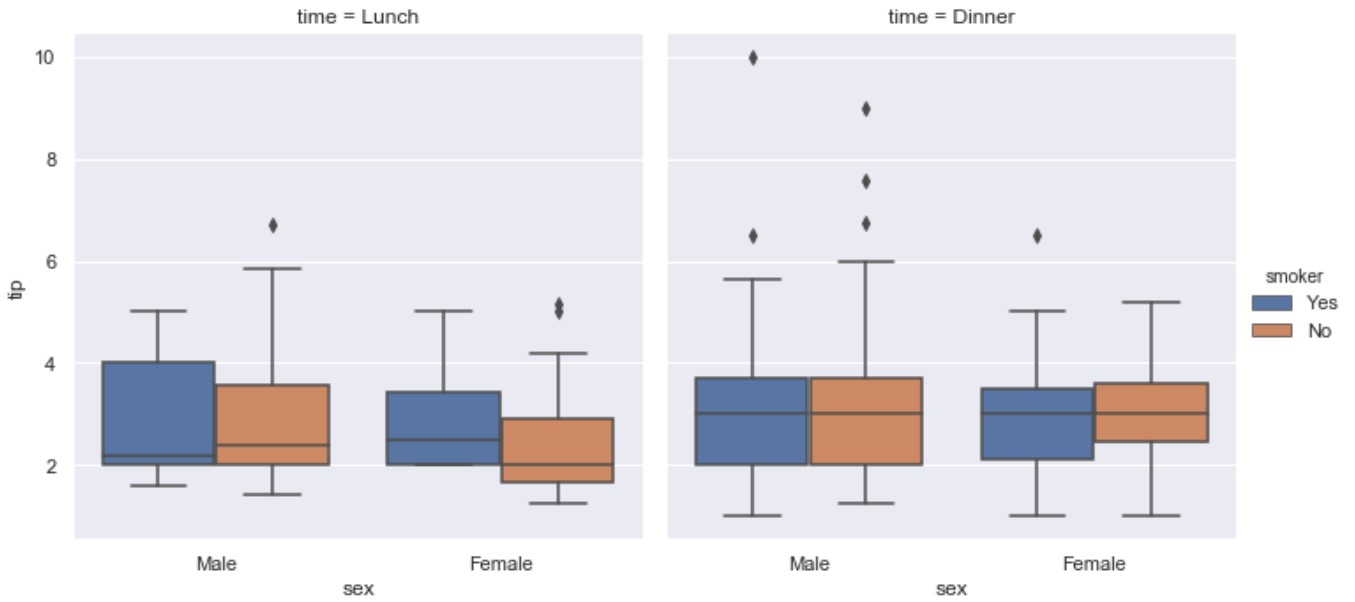 time = Lunch
time = Dinner
10
8
6
4
2
tip
Male
Female
sex
Male
Female
sex
smoker
Yes
No